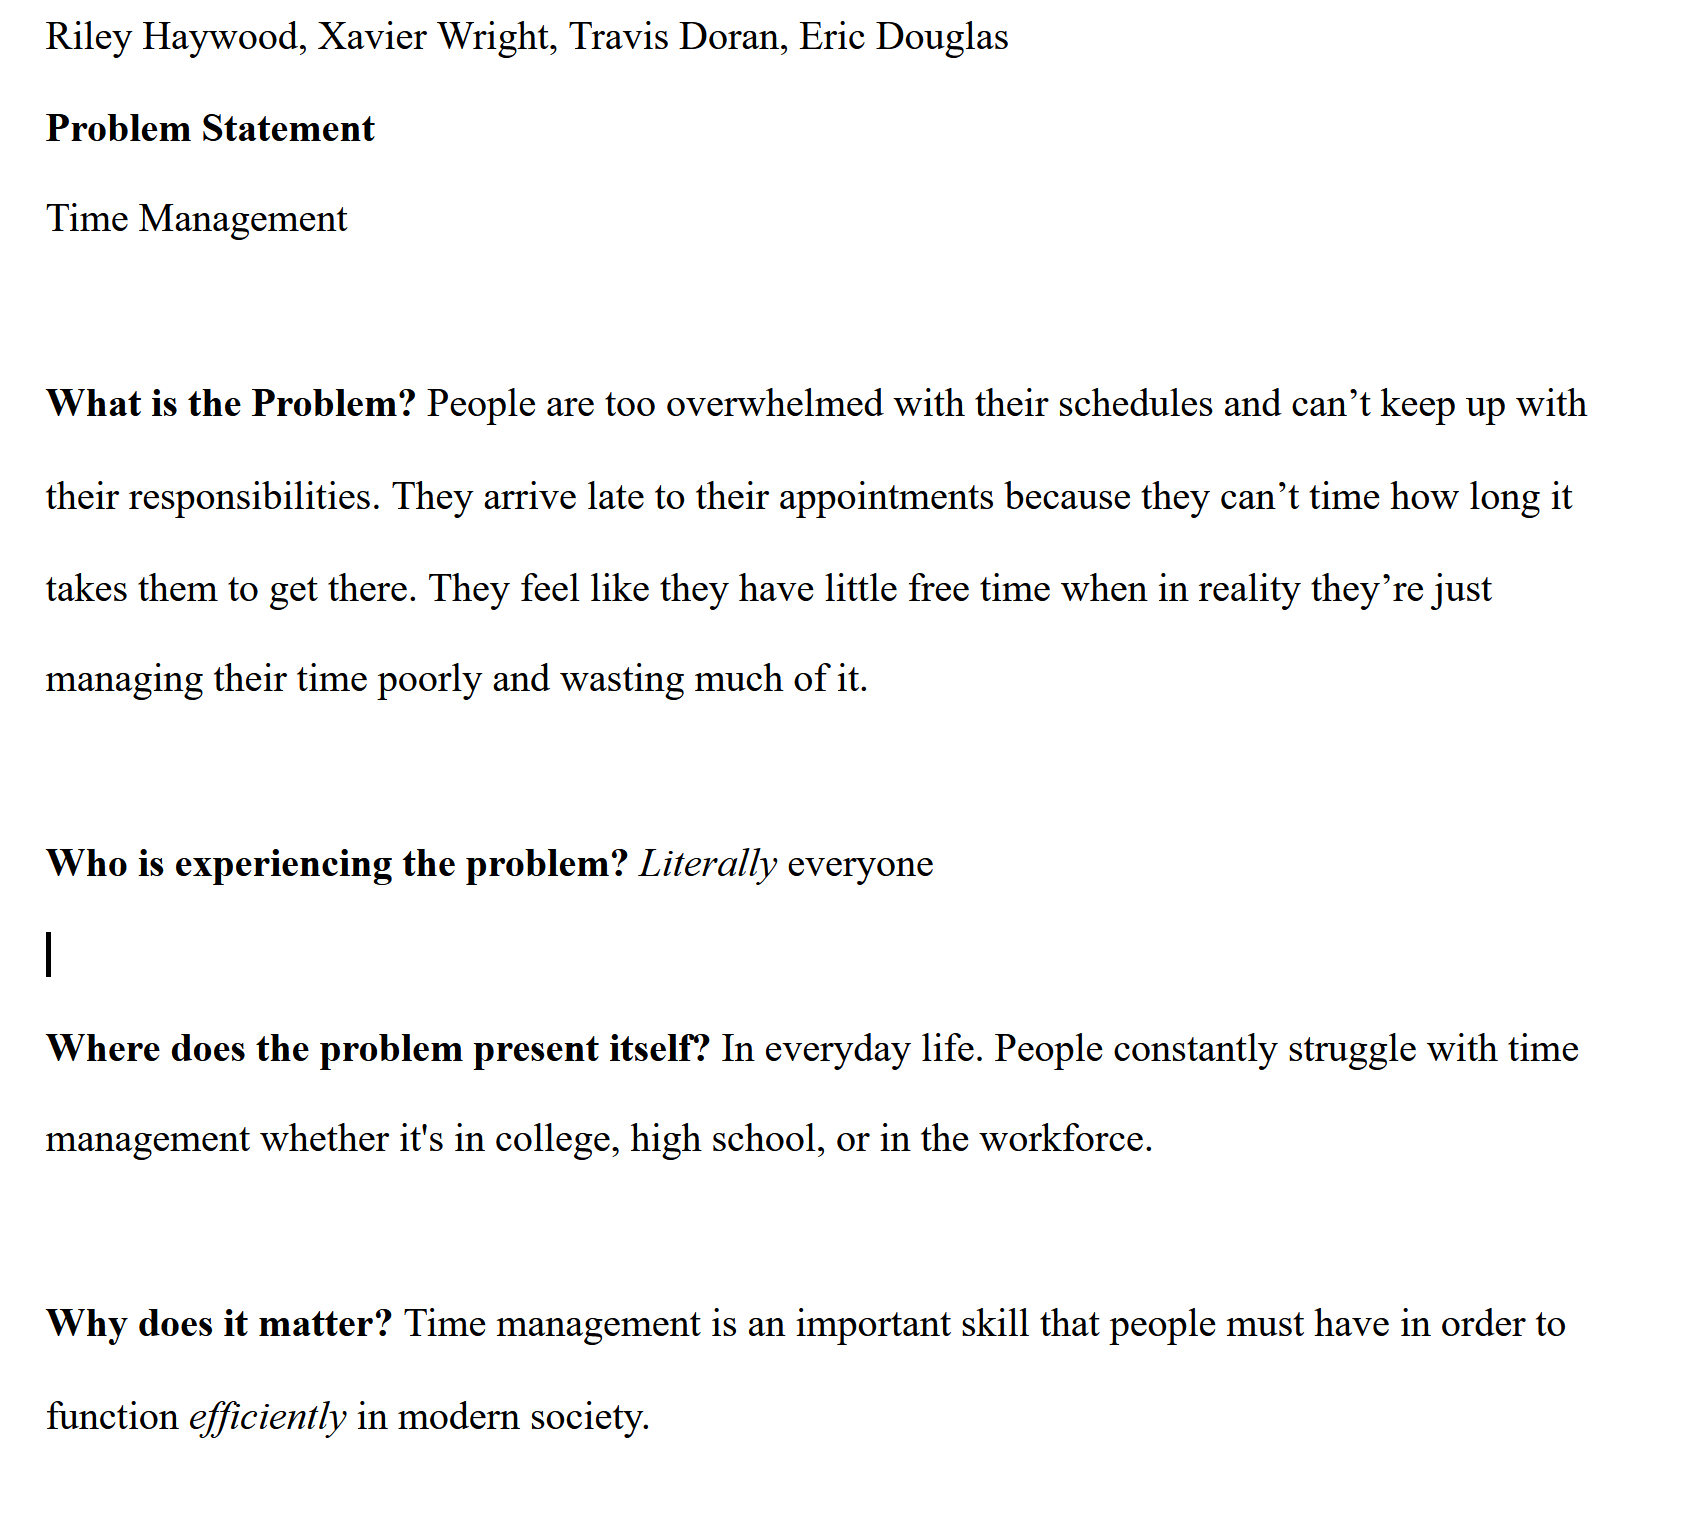 Riley Haywood, Xavier Wright, Travis Doran, Eric Douglas
Problem Statement
Time Management
What is the Problem? People are too overwhelmed with their schedules and can’t keep up with
their responsibilities. They arrive late to their appointments because they can’t time how long it
takes them to get there. They feel like they have little free time when in reality they’re just
managing their time poorly and wasting much of it.
Who is experiencing the problem? Literally everyone
Where does the problem present itself? In everyday life. People constantly struggle with time
management whether it's in college, high school, or in the workforce.
Why does it matter? Time management is an important skill that people must have in order to
function efficiently in modern society.